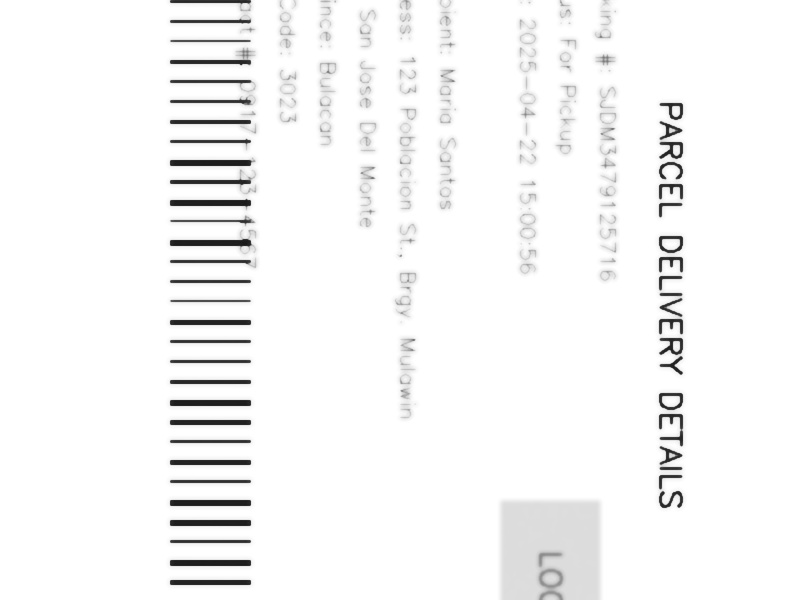 PARCEL DELIVERY DETAILS
king #: SJDM3479125716
us: For Pickup
: 2025-04-22 15:00:56
LOC
pient: Maria Santos
ess: 123 Poblacion St., Brgy. Mulawin
San Jose Del Monte
ince: Bulacan
Code: 3023
act #: 0917-123-4567